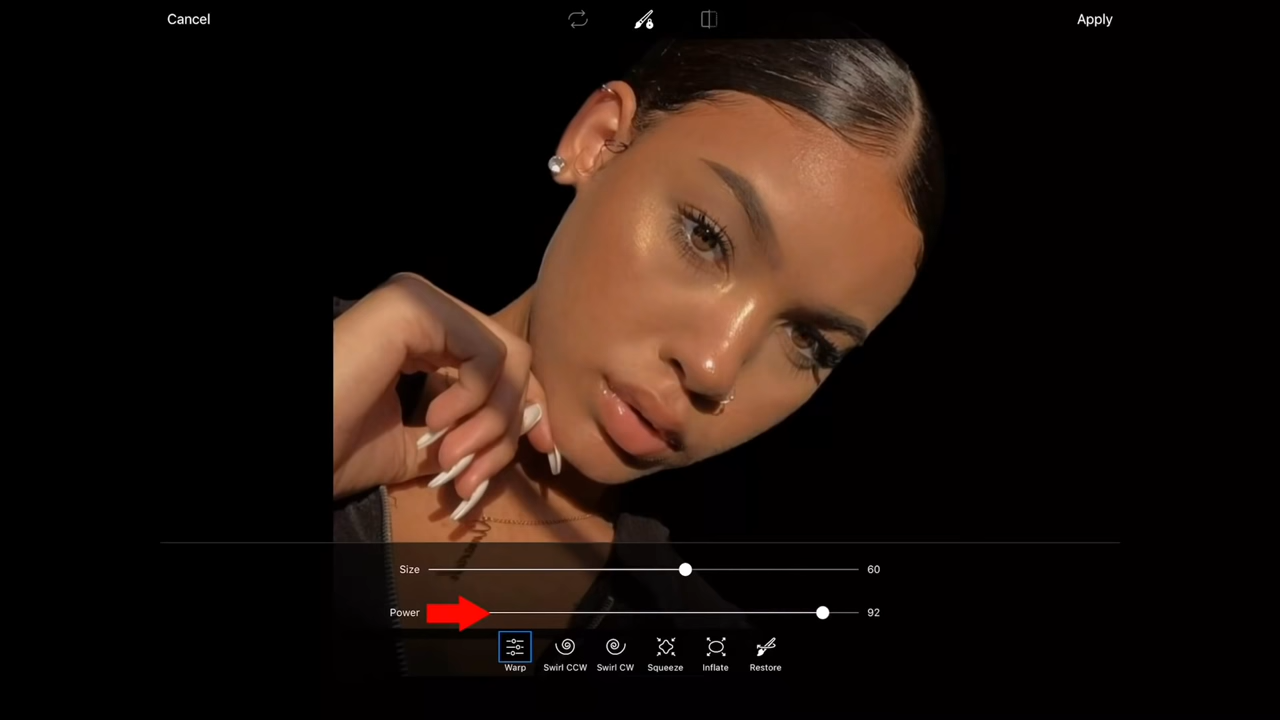 Cancel
Apply
Size 60
Power 92
Warp
Swirl CCW
Swirl CW
Squeeze
Inflate
Restore